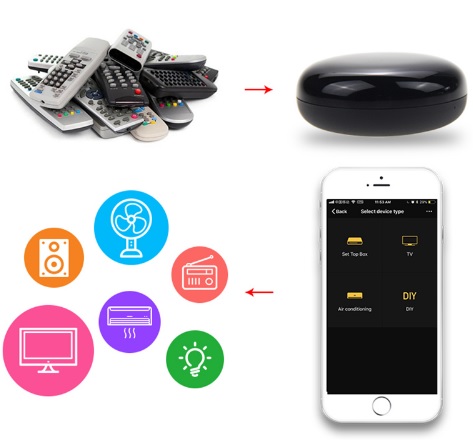 11:53 AM
Back
Select device type
Set Top Box
TV
Air conditioning
DIY
DIY